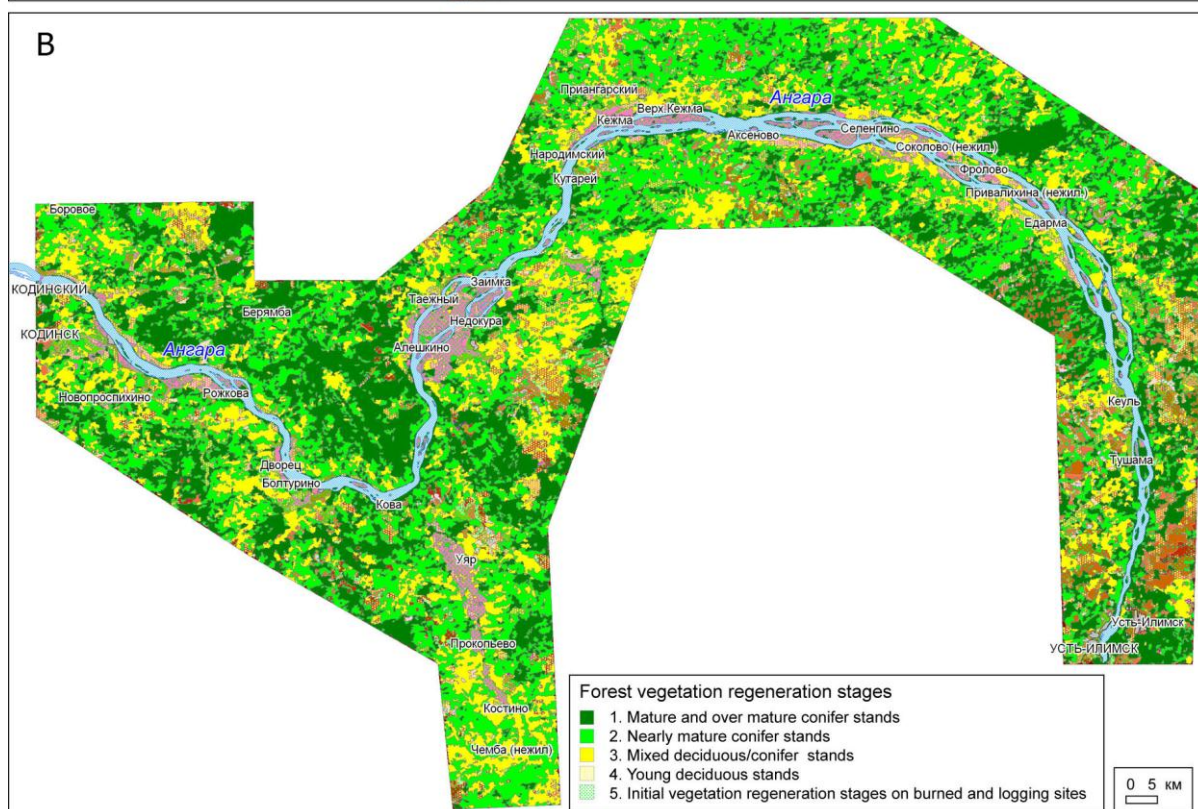 B
Приангарский
Ангара
Верх.Кежма
Кежма
Аксеново
Селенгино
Народимский
Соколово (нежил.)
Фролово
Кутарей
Привалихина (нежил.)
Боровое
Едарма
Заимка
КОДИНСКИЙ
Таежный
Берямба
Недокура
КОДИНСК
Ангара
Алешкино
Новопроспихино
Рожкова
Кеуль
Дворец
Тушама
Болтурино
Кова
Уяр
Усть-Илимск
Прокопьево
УСТЬ-ИЛИМСК
Костино
Чемба (нежил)
Forest vegetation regeneration stages
1. Mature and over mature conifer stands
2. Nearly mature conifer stands
3. Mixed deciduous/conifer stands
4. Young deciduous stands
5. Initial vegetation regeneration stages on burned and logging sites
0 5 км